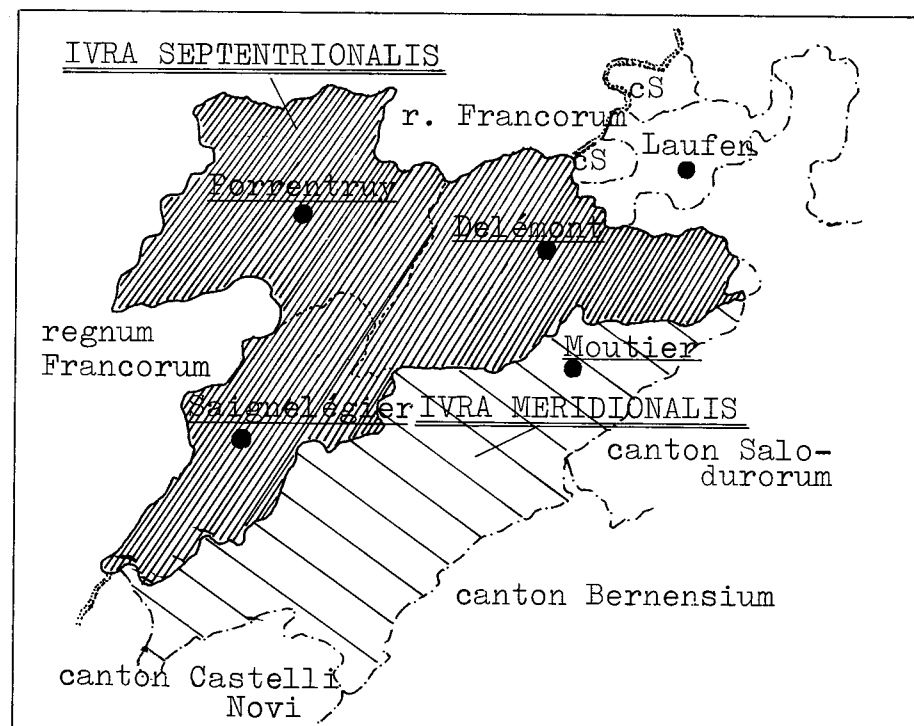 IVRA SEPTENTRIONALIS
cS
r. Francorum
Laufen
cS
Porrentruy
Delémont
regnum
Francorum
Moutier
Saignelégier
IVRA MERIDIONALIS
canton Salo-
durorum
canton Bernensium
canton Castelli
Novi